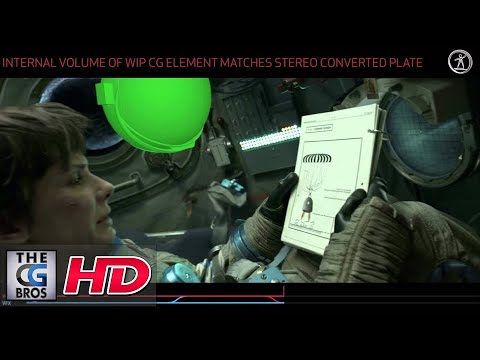 INTERNAL VOLUME OF WIP CG ELEMENT MATCHES STEREO CONVERTED PLATE
THE
CG
BROS
HD